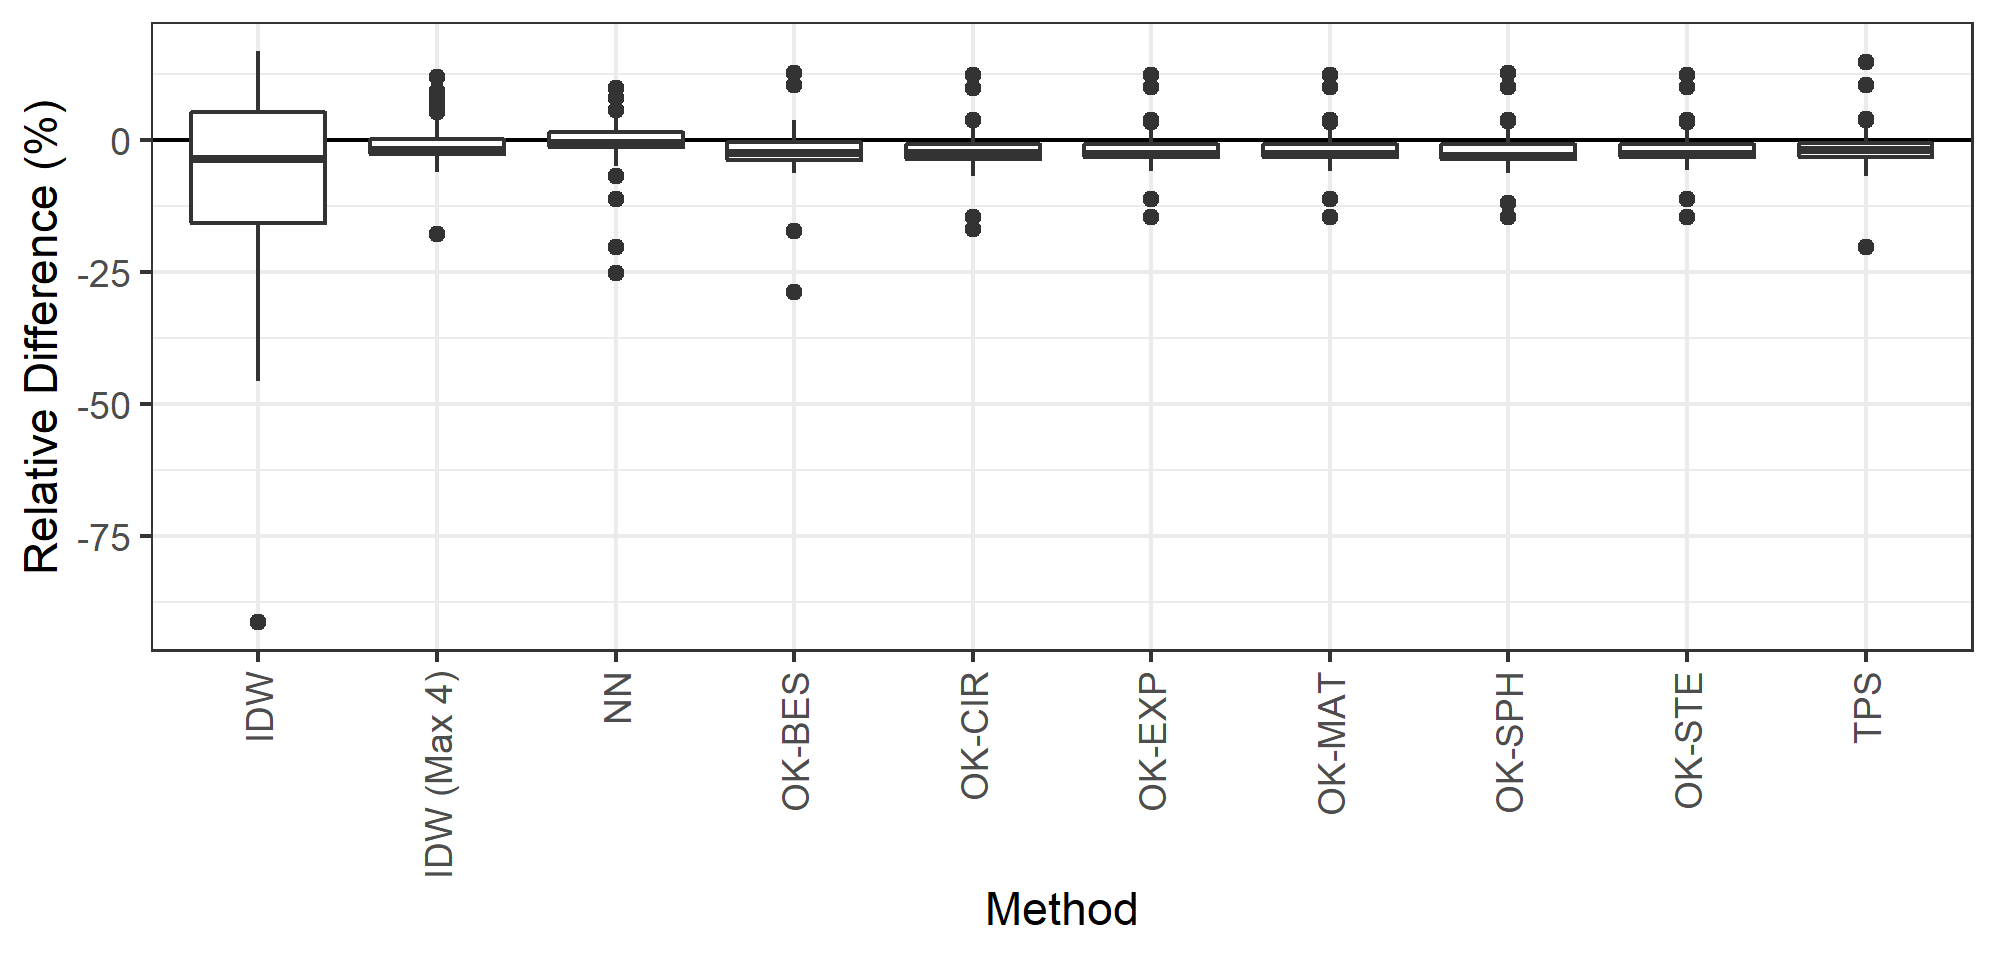 Relative Difference (%)
0
-25
-50
-75
IDW
IDW (Max 4)
NN
OK-BES
OK-CIR
OK-EXP
OK-MAT
OK-SPH
OK-STE
TPS
Method